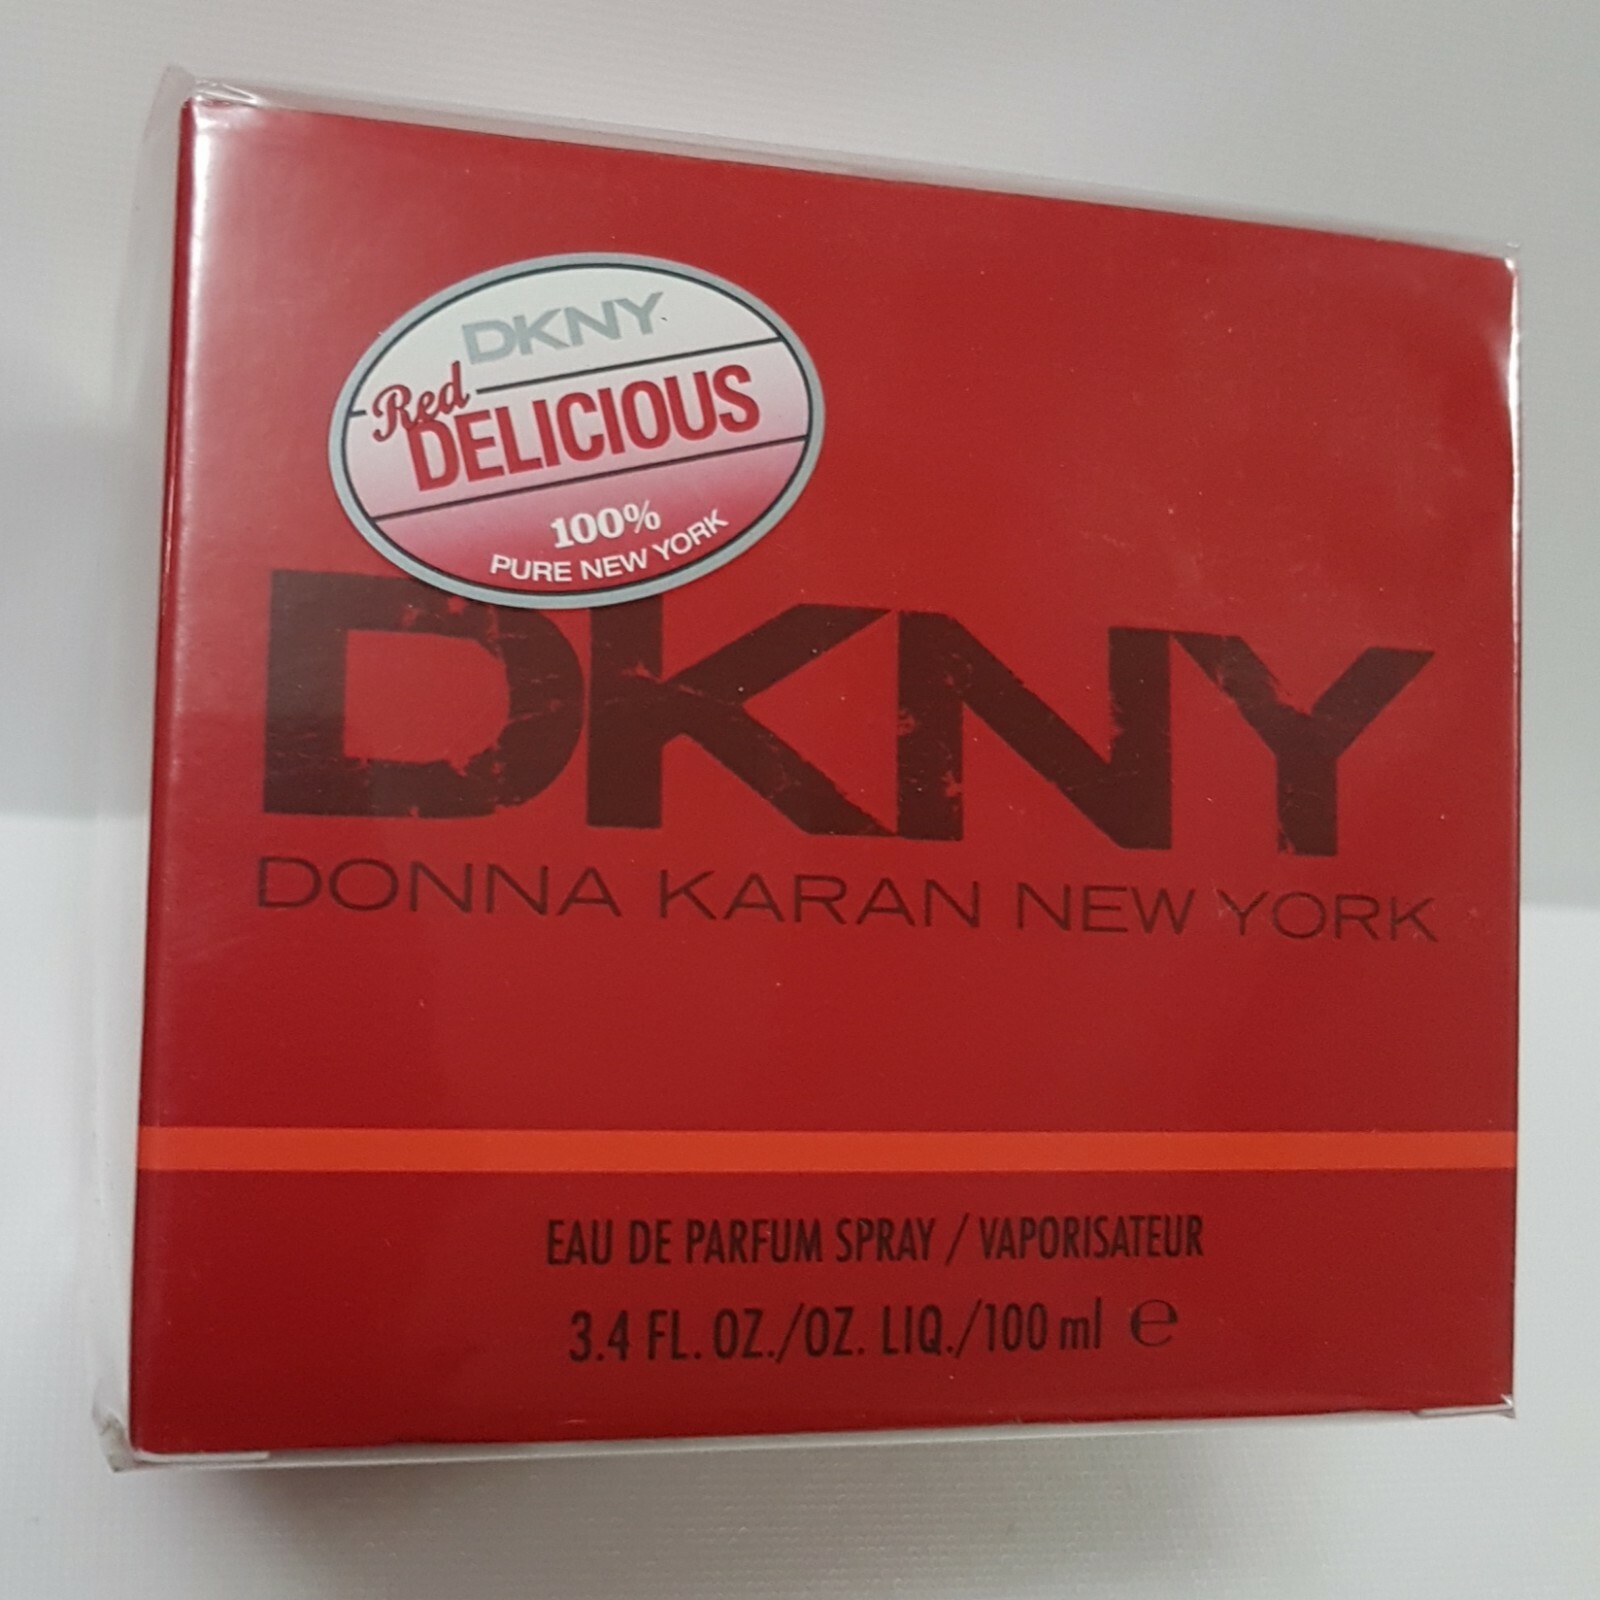 DKNY
Red
DELICIOUS
100%
PURE NEW YORK
DKNY
DONNA KARAN NEW YORK
EAU DE PARFUM SPRAY / VAPORISATEUR
3.4 FL. OZ./OZ. LIQ./100 ml ℮